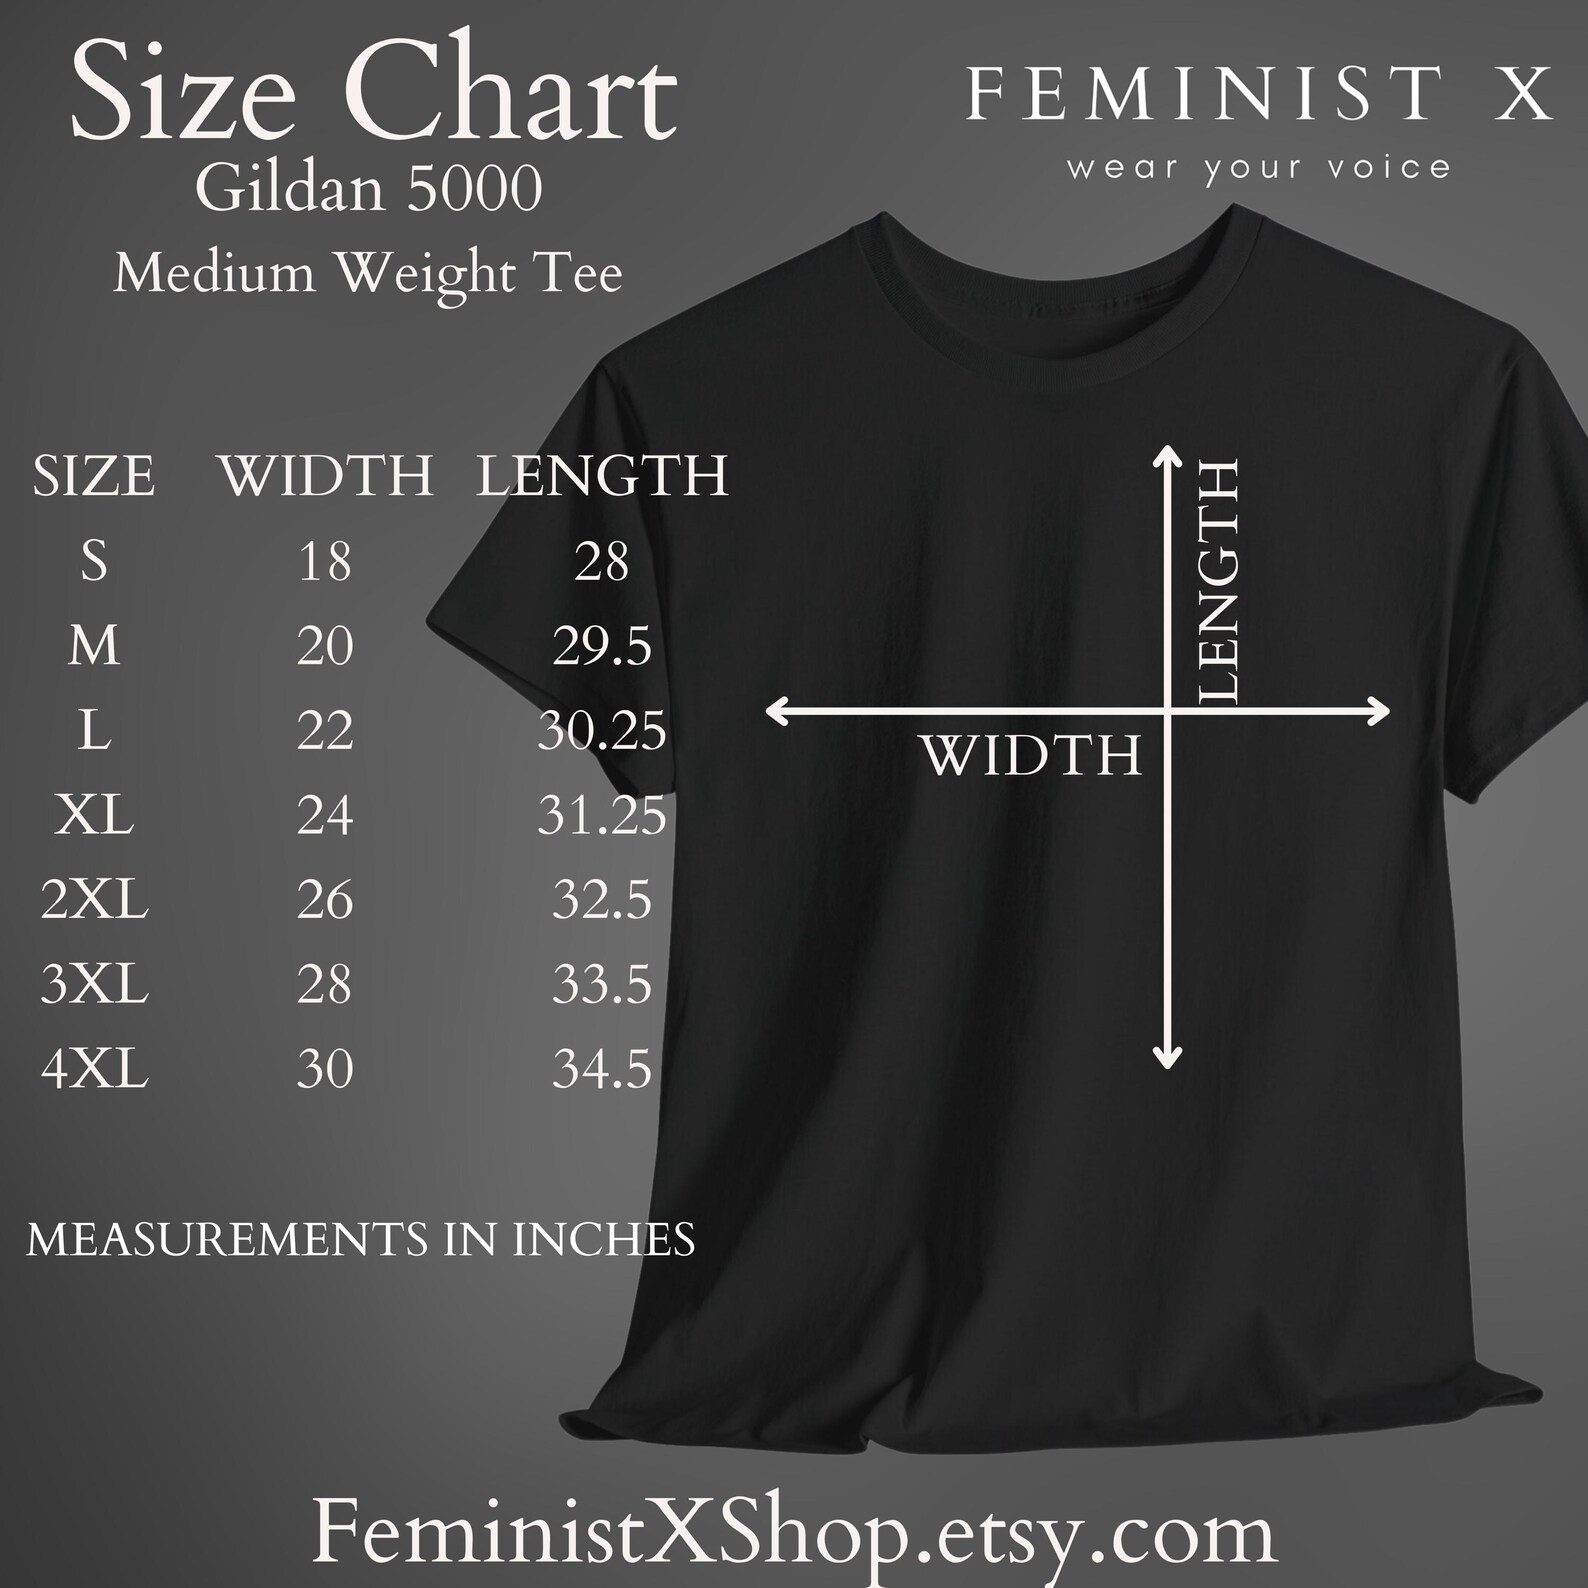 Size Chart
Gildan 5000
Medium Weight Tee
FEMINIST X
wear your voice
SIZE WIDTH LENGTH
S 18 28
M 20 29.5
L 22 30.25
XL 24 31.25
2XL 26 32.5
3XL 28 33.5
4XL 30 34.5
MEASUREMENTS IN INCHES
LENGTH
WIDTH
FeministXShop.etsy.com